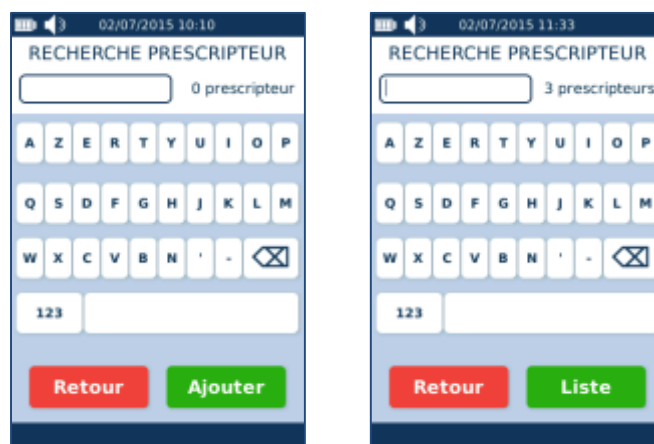 02/07/2015 10:10
RECHERCHE PRESCRIPTEUR
0 prescripteur
A Z E R T Y U I O P
Q S D F G H J K L M
W X C V B N ' -
123
Retour Ajouter
02/07/2015 11:33
RECHERCHE PRESCRIPTEUR
3 prescripteurs
A Z E R T Y U I O P
Q S D F G H J K L M
W X C V B N ' -
123
Retour Liste